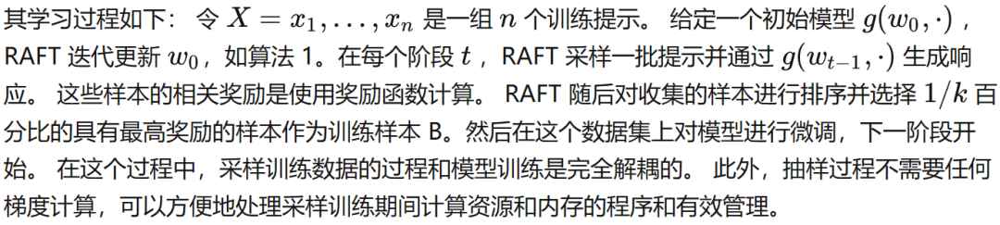 其学习过程如下： 令 X = x₁, . . . , xₙ 是一组 n 个训练提示。 给定一个初始模型 g(w₀, ·) ，
RAFT 迭代更新 w₀，如算法 1。在每个阶段 t ，RAFT 采样一批提示并通过 g(wₜ₋₁, ·) 生成响
应。 这些样本的相关奖励是使用奖励函数计算。 RAFT 随后对收集的样本进行排序并选择 1/k 百
分比的具有最高奖励的样本作为训练样本 B。然后在这个数据集上对模型进行微调，下一阶段开
始。 在这个过程中，采样训练数据的过程和模型训练是完全解耦的。 此外，抽样过程不需要任何
梯度计算，可以方便地处理采样训练期间计算资源和内存的程序和有效管理。